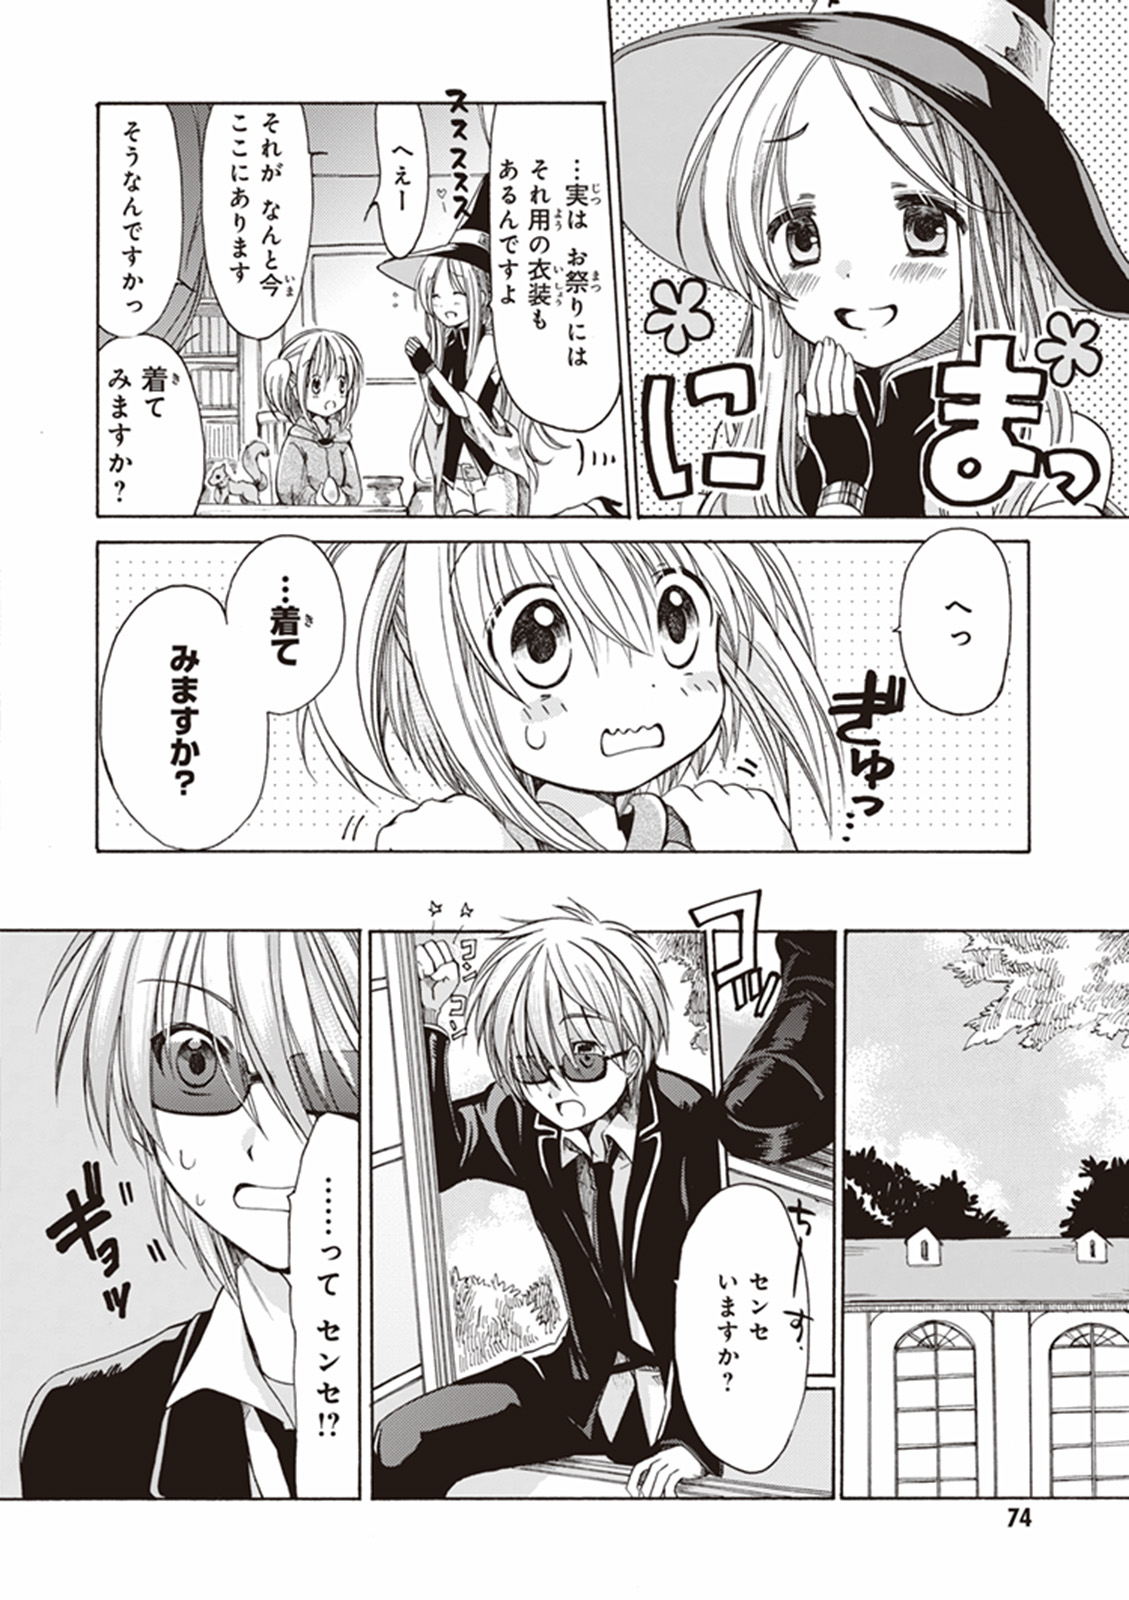 にまっ
…実は お祭りには
それ用の衣装も
あるんですよ
ススススス
へえー
それが なんと今
ここにあります
そうなんですかっ
着て
みますか?
へっ
ぎゅっ…
…着て
みますか?
コッ
コンコン
ちーす。
センセ
いますか?
………って センセ!?
ギョッ
74